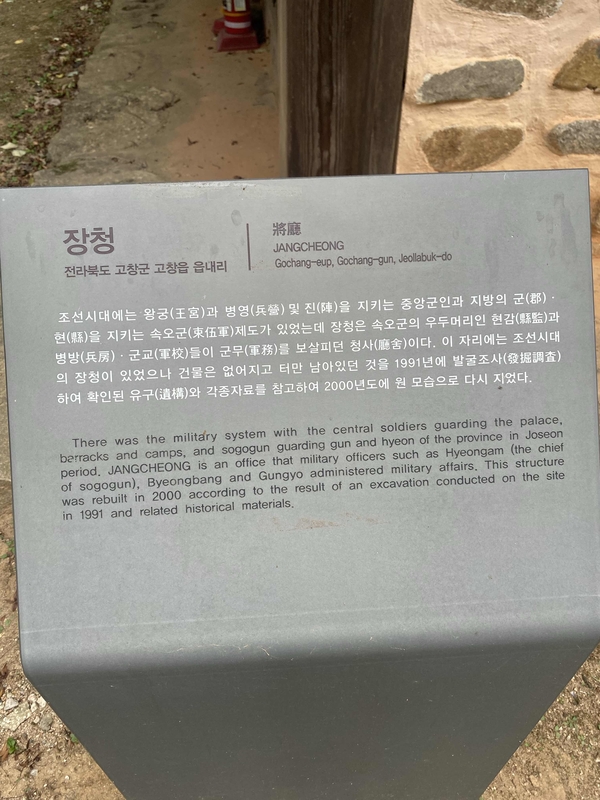 장청
전라북도 고창군 고창읍 읍내리
將廳
JANGCHEONG
Gochang-eup, Gochang-gun, Jeollabuk-do
조선시대에는 왕궁(王宮)과 병영(兵營) 및 진(陣)을 지키는 중앙군인과 지방의 군(郡)·
현(縣)을 지키는 속오군(束伍軍)제도가 있었는데 장청은 속오군의 우두머리인 현감(縣監)과
병방(兵房)·군교(軍校)들이 군무(軍務)를 보살피던 청사(廳舍)이다. 이 자리에는 조선시대
의 장청이 있었으나 건물은 없어지고 터만 남아있던 것을 1991년에 발굴조사(發掘調査)
하여 확인된 유구(遺構)와 각종자료를 참고하여 2000년도에 원 모습으로 다시 지었다.
There was the military system with the central soldiers guarding the palace,
barracks and camps, and sogogun guarding gun and hyeon of the province in Joseon
period. JANGCHEONG is an office that military officers such as Hyeongam (the chief
of sogogun), Byeongbang and Gungyo administered military affairs. This structure
was rebuilt in 2000 according to the result of an excavation conducted on the site
in 1991 and related historical materials.